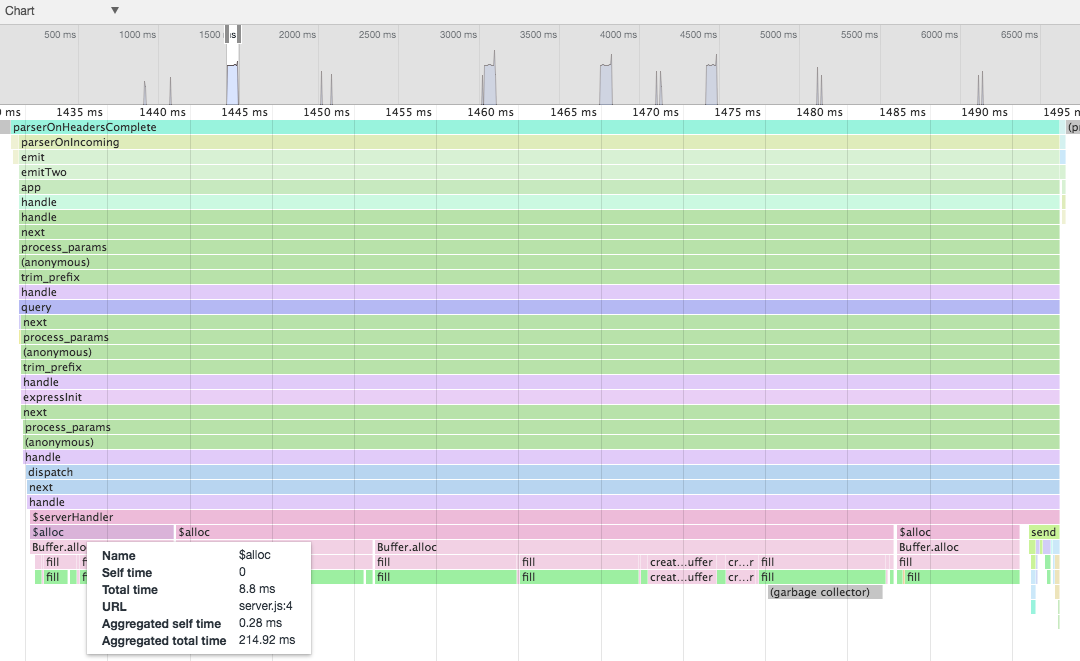 Chart ▼
500 ms 1000 ms 1500 ms 2000 ms 2500 ms 3000 ms 3500 ms 4000 ms 4500 ms 5000 ms 5500 ms 6000 ms 6500 ms
0 ms 1435 ms 1440 ms 1445 ms 1450 ms 1455 ms 1460 ms 1465 ms 1470 ms 1475 ms 1480 ms 1485 ms 1490 ms 1495 m
parserOnHeadersComplete (p
parserOnIncoming
emit
emitTwo
app
handle
handle
next
process_params
(anonymous)
trim_prefix
handle
query
next
process_params
(anonymous)
trim_prefix
handle
expressInit
next
process_params
(anonymous)
handle
dispatch
next
handle
$serverHandler
$alloc $alloc $alloc send
Buffer.alloc Buffer.alloc Buffer.alloc
fill f fill fill creat…uffer cr…r fill fill
fill f fill fill creat…uffer cr…r fill fill
(garbage collector)
Name $alloc
Self time 0
Total time 8.8 ms
URL server.js:4
Aggregated self time 0.28 ms
Aggregated total time 214.92 ms